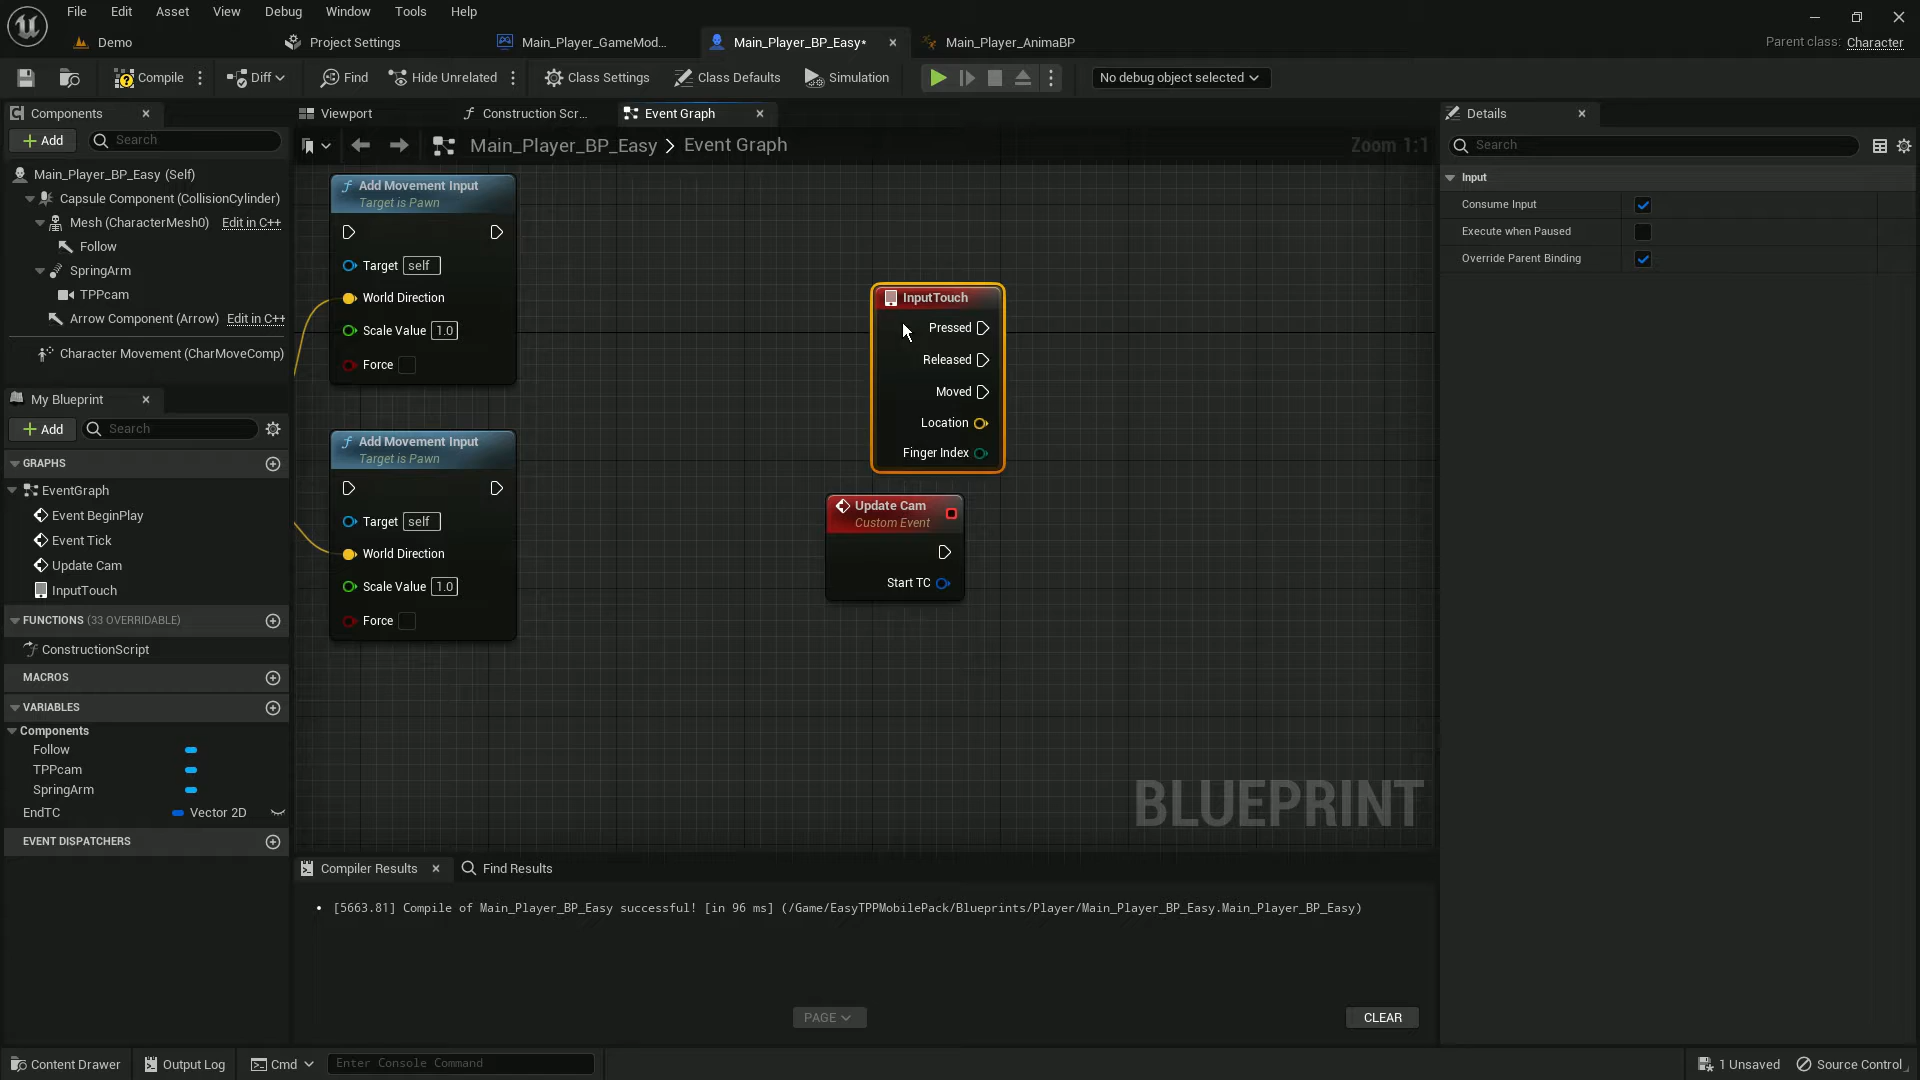 File Edit Asset View Debug Window Tools Help
Demo Project Settings Main_Player_GameMod... Main_Player_BP_Easy* Main_Player_AnimaBP Parent class: Character
Compile Diff Find Hide Unrelated Class Settings Class Defaults Simulation No debug object selected
Components Viewport Construction Scr... Event Graph Details
Add Search Main_Player_BP_Easy > Event Graph Zoom 1:1 Search
Main_Player_BP_Easy (Self)
Capsule Component (CollisionCylinder)
Mesh (CharacterMesh0) Edit in C++
Follow
SpringArm
TPPcam
Arrow Component (Arrow) Edit in C++
Character Movement (CharMoveComp)
My Blueprint
Add Search
GRAPHS
EventGraph
Event BeginPlay
Event Tick
Update Cam
InputTouch
FUNCTIONS (33 OVERRIDABLE)
ConstructionScript
MACROS
VARIABLES
Components
Follow
TPPcam
SpringArm
EndTC Vector 2D
EVENT DISPATCHERS
Add Movement Input
Target is Pawn
Target self
World Direction
Scale Value 1.0
Force
Add Movement Input
Target is Pawn
Target self
World Direction
Scale Value 1.0
Force
InputTouch
Pressed
Released
Moved
Location
Finger Index
Update Cam
Custom Event
Start TC
BLUEPRINT
Input
Consume Input
Execute when Paused
Override Parent Binding
Compiler Results Find Results
[5663.81] Compile of Main_Player_BP_Easy successful! [in 96 ms] (/Game/EasyTPPMobilePack/Blueprints/Player/Main_Player_BP_Easy.Main_Player_BP_Easy)
PAGE CLEAR
Content Drawer Output Log Cmd Enter Console Command 1 Unsaved Source Control